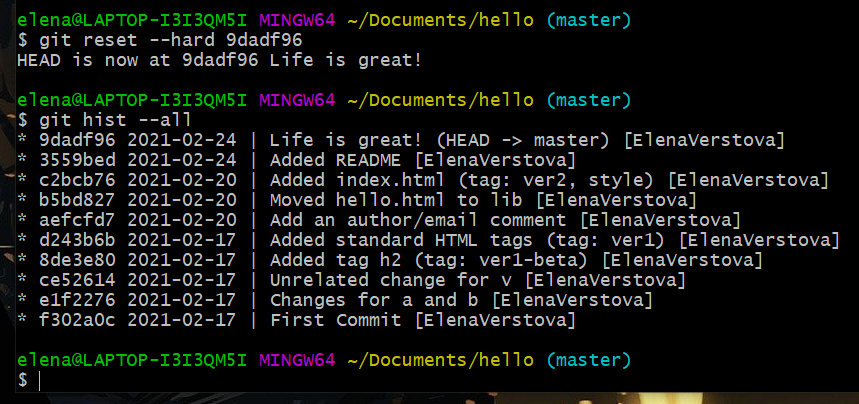 elena@LAPTOP-I3I3QM5I MINGW64 ~/Documents/hello (master)
$ git reset --hard 9dadf96
HEAD is now at 9dadf96 Life is great!
elena@LAPTOP-I3I3QM5I MINGW64 ~/Documents/hello (master)
$ git hist --all
* 9dadf96 2021-02-24 | Life is great! (HEAD -> master) [ElenaVerstova]
* 3559bed 2021-02-24 | Added README [ElenaVerstova]
* c2bcb76 2021-02-20 | Added index.html (tag: ver2, style) [ElenaVerstova]
* b5bd827 2021-02-20 | Moved hello.html to lib [ElenaVerstova]
* aefcfd7 2021-02-20 | Add an author/email comment [ElenaVerstova]
* d243b6b 2021-02-17 | Added standard HTML tags (tag: ver1) [ElenaVerstova]
* 8de3e80 2021-02-17 | Added tag h2 (tag: ver1-beta) [ElenaVerstova]
* ce52614 2021-02-17 | Unrelated change for v [ElenaVerstova]
* e1f2276 2021-02-17 | Changes for a and b [ElenaVerstova]
* f302a0c 2021-02-17 | First Commit [ElenaVerstova]
elena@LAPTOP-I3I3QM5I MINGW64 ~/Documents/hello (master)
$